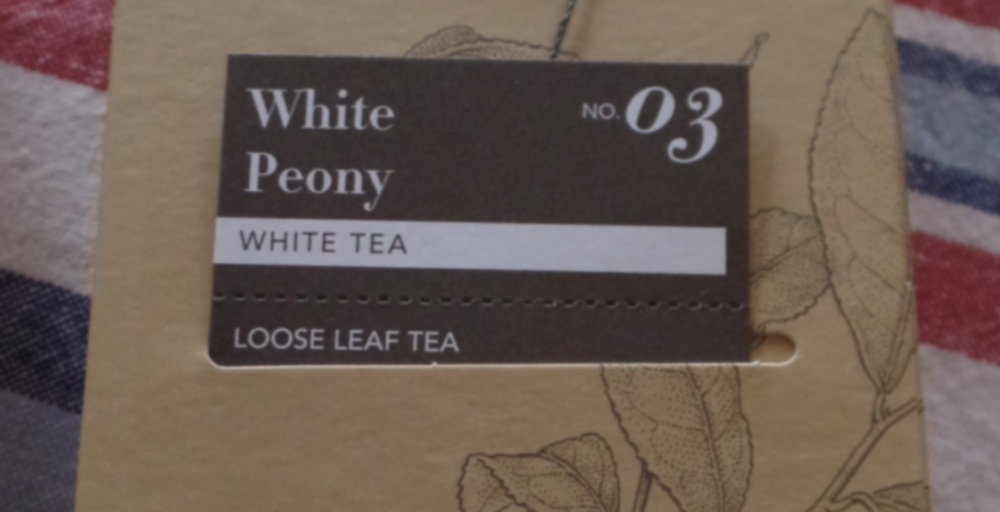 White
Peony
NO. 03
WHITE TEA
LOOSE LEAF TEA